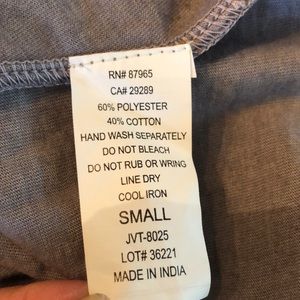 RN# 87965
CA# 29289
60% POLYESTER
40% COTTON
HAND WASH SEPARATELY
DO NOT BLEACH
DO NOT RUB OR WRING
LINE DRY
COOL IRON
SMALL
JVT-8025
LOT# 36221
MADE IN INDIA